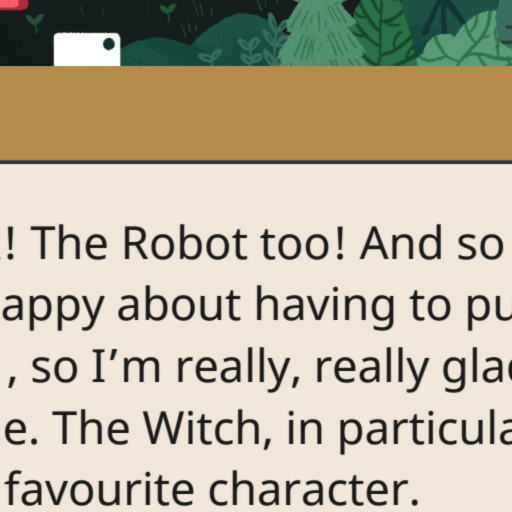 ! The Robot too! And so
appy about having to pu
, so I’m really, really glad
e. The Witch, in particula
favourite character.